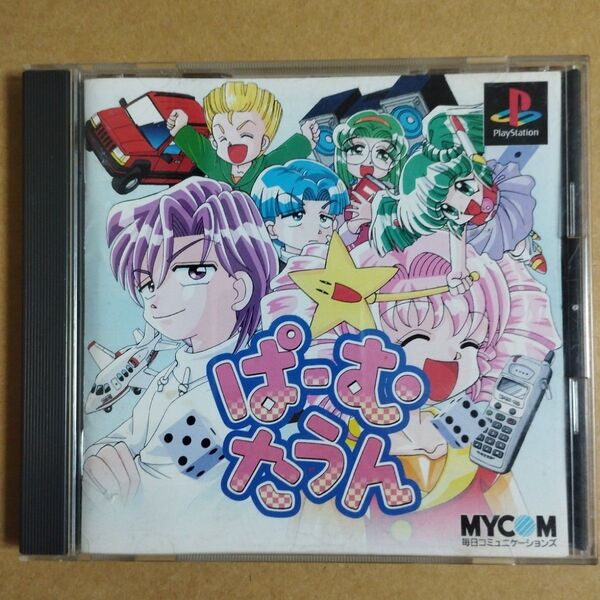 PlayStation
ぱーむ
たうん
MYCOM
毎日コミュニケーションズ